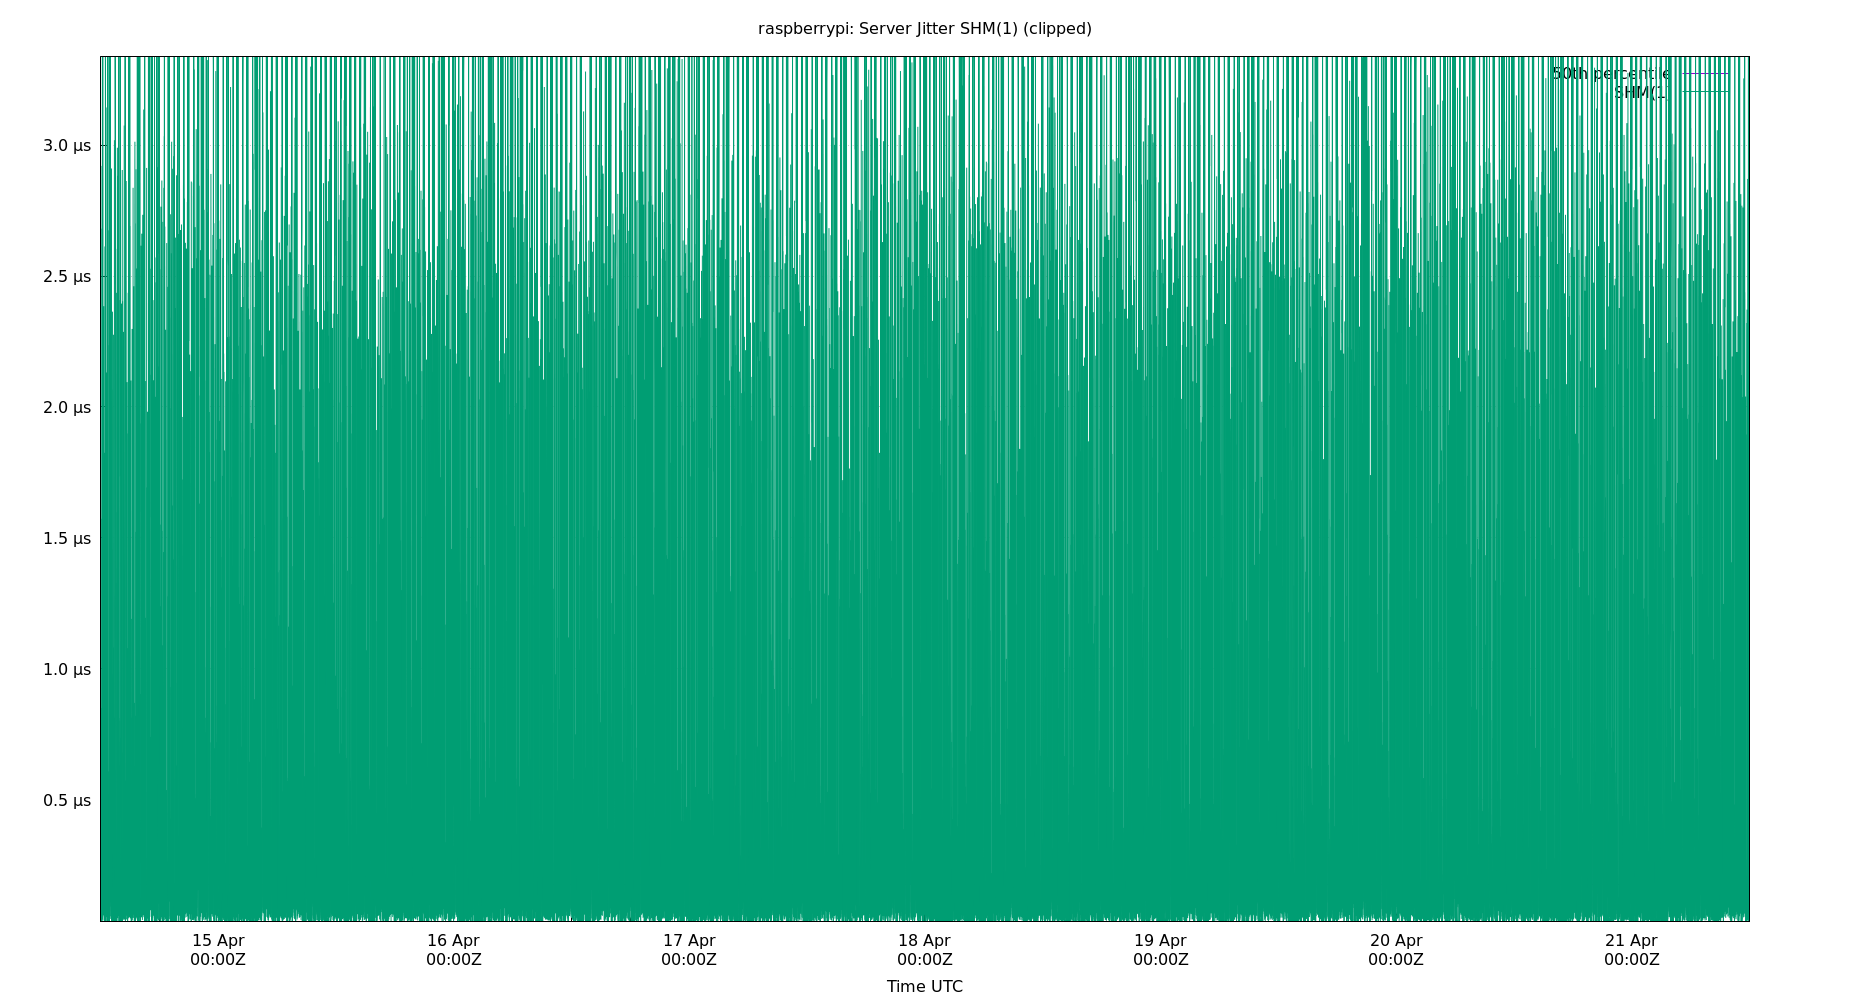 raspberrypi: Server Jitter SHM(1) (clipped)
50th percentile
SHM(1)
3.0 µs
2.5 µs
2.0 µs
1.5 µs
1.0 µs
0.5 µs
15 Apr 16 Apr 17 Apr 18 Apr 19 Apr 20 Apr 21 Apr
00:00Z 00:00Z 00:00Z 00:00Z 00:00Z 00:00Z 00:00Z
Time UTC